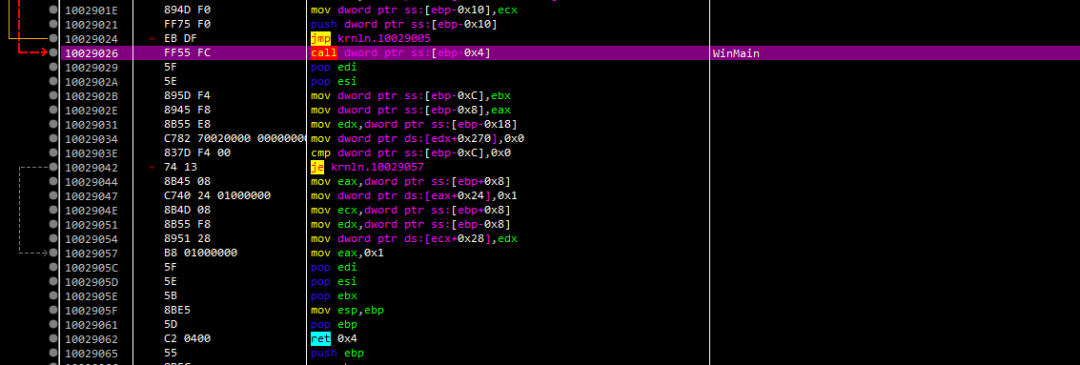 1002901E 894D F0 mov dword ptr ss:[ebp-0x10],ecx
10029021 FF75 F0 push dword ptr ss:[ebp-0x10]
10029024 EB DF jmp krnln.10029005
10029026 FF55 FC call dword ptr ss:[ebp-0x4] WinMain
10029029 5F pop edi
1002902A 5E pop esi
1002902B 895D F4 mov dword ptr ss:[ebp-0xC],ebx
1002902E 8945 F8 mov dword ptr ss:[ebp-0x8],eax
10029031 8B55 E8 mov edx,dword ptr ss:[ebp-0x18]
10029034 C782 70020000 00000000 mov dword ptr ds:[edx+0x270],0x0
1002903E 837D F4 00 cmp dword ptr ss:[ebp-0xC],0x0
10029042 74 13 je krnln.10029057
10029044 8B45 08 mov eax,dword ptr ss:[ebp+0x8]
10029047 C740 24 01000000 mov dword ptr ds:[eax+0x24],0x1
1002904E 8B4D 08 mov ecx,dword ptr ss:[ebp+0x8]
10029051 8B55 F8 mov edx,dword ptr ss:[ebp-0x8]
10029054 8951 28 mov dword ptr ds:[ecx+0x28],edx
10029057 B8 01000000 mov eax,0x1
1002905C 5F pop edi
1002905D 5E pop esi
1002905E 5B pop ebx
1002905F 8BE5 mov esp,ebp
10029061 5D pop ebp
10029062 C2 0400 ret 0x4
10029065 55 push ebp